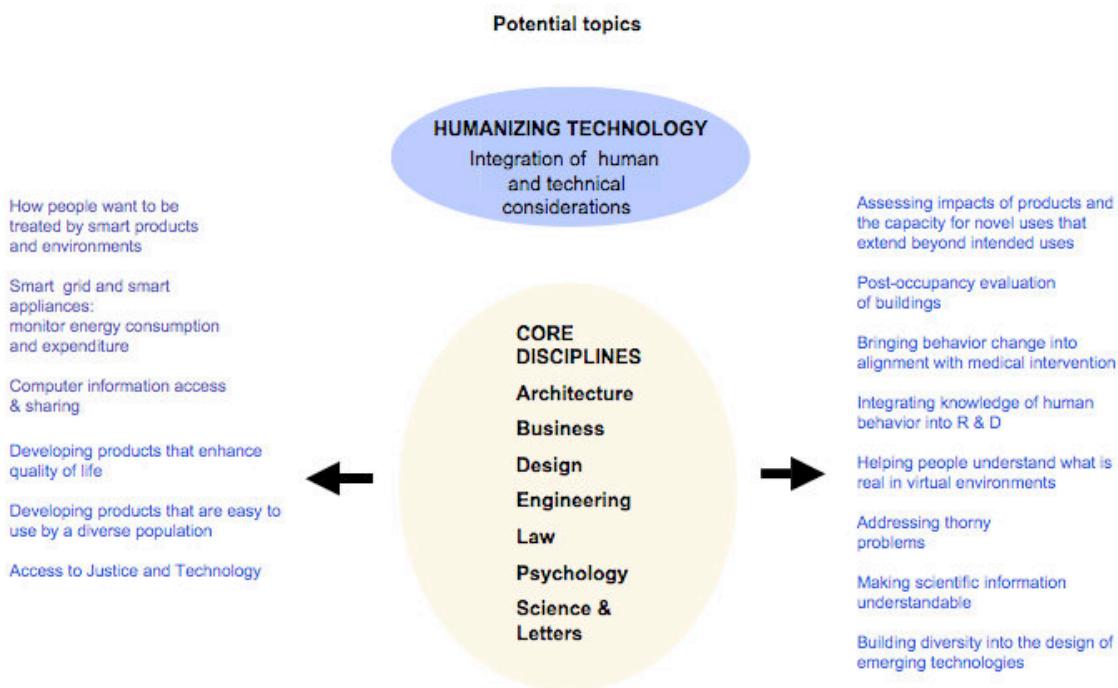 Potential topics
HUMANIZING TECHNOLOGY
Integration of human
and technical
considerations
How people want to be
treated by smart products
and environments
Smart grid and smart
appliances:
monitor energy consumption
and expenditure
Computer information access
& sharing
Developing products that enhance
quality of life
Developing products that are easy to
use by a diverse population
Access to Justice and Technology
CORE
DISCIPLINES
Architecture
Business
Design
Engineering
Law
Psychology
Science &
Letters
Assessing impacts of products and
the capacity for novel uses that
extend beyond intended uses
Post-occupancy evaluation
of buildings
Bringing behavior change into
alignment with medical intervention
Integrating knowledge of human
behavior into R & D
Helping people understand what is
real in virtual environments
Addressing thorny
problems
Making scientific information
understandable
Building diversity into the design of
emerging technologies